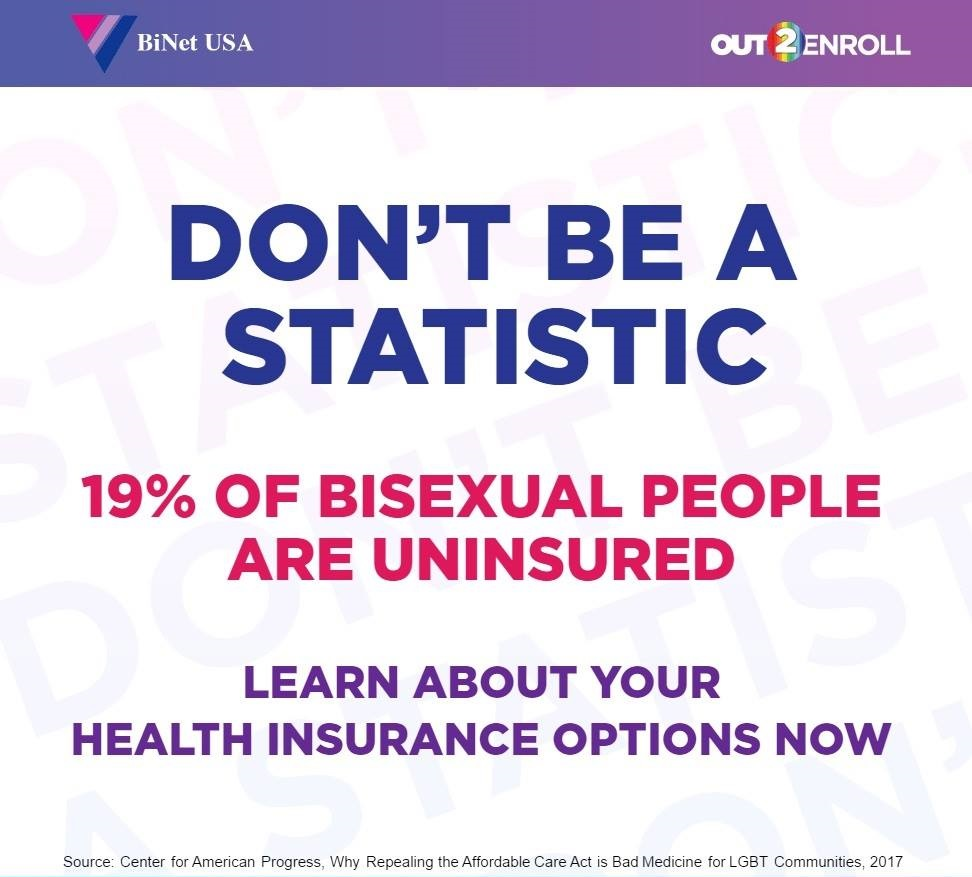 BiNet USA
OUT2ENROLL
DON'T BE A
STATISTIC
19% OF BISEXUAL PEOPLE
ARE UNINSURED
LEARN ABOUT YOUR
HEALTH INSURANCE OPTIONS NOW
Source: Center for American Progress, Why Repealing the Affordable Care Act is Bad Medicine for LGBT Communities, 2017